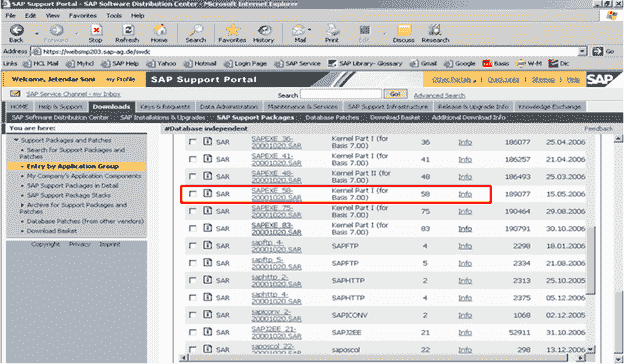 SAP Support Portal - SAP Software Distribution Center - Microsoft Internet Explorer
File Edit View Favorites Tools Help
Back Forward Stop Refresh Home Search Favorites History Mail Print Edit Discuss Research
Address https://websmp203.sap-ag.de/swdc Go
Links HCL Mail MyHcl SAP Help Yahoo Hotmail Login Page SAP Service SAP Library- Glossary Gmail Google Basis W-M Dic
Welcome, Jetendar Soni My Profile SAP Support Portal Other Portals Quicklinks Sitemap Help SAP
SAP Service Channel - my Inbox Search Go! Advanced Search
HOME Help & Support Downloads Keys & Requests Data Administration Maintenance & Services SAP Support Infrastructure Release & Upgrade Info Knowledge Exchange
SAP Software Distribution Center SAP Installations & Upgrades SAP Support Packages Database Patches Download Basket Additional Download Info
You are here:
Support Packages and Patches
Search for Support Packages and
Patches
Entry by Application Group
My Company's Application Components
SAP Support Packages in Detail
SAP Support Package Stacks
Archive for Support Packages and
Patches
Database Patches (from other vendors)
Download Basket
Copyright Privacy Imprint
#Database independent Feedback
SAR SAPEXE_36-20001020.SAR Kernel Part I (for Basis 7.00) 36 Info 186077 25.04.2006
SAR SAPEXE_41-20001020.SAR Kernel Part I (for Basis 7.00) 41 Info 186257 21.04.2006
SAR SAPEXE_48-20001020.SAR Kernel Part I (for Basis 7.00) 48 Info 186493 25.03.2006
SAR SAPEXE_58-20001020.SAR Kernel Part I (for Basis 7.00) 58 Info 189077 15.05.2006
SAR SAPEXE_75-20001020.SAR Kernel Part I (for Basis 7.00) 75 Info 190464 29.08.2006
SAR SAPEXE_83-20001020.SAR Kernel Part I (for Basis 7.00) 83 Info 190791 30.10.2006
SAR sapftp_4-20001020.SAR SAPFTP 4 Info 2298 18.01.2006
SAR sapftp_5-20001020.SAR SAPFTP 5 Info 2334 21.08.2006
SAR saphttp_2-20001020.SAR SAPHTTP 2 Info 2313 25.10.2005
SAR saphttp_4-20001020.SAR SAPHTTP 4 Info 2375 05.12.2006
SAR sapiconv_2-20001020.SAR SAPICONV 2 Info 1068 02.12.2005
SAR SAPJ2EE_21-20001020.SAR SAPJ2EE 21 Info 52911 31.10.2006
SAR saposcol_22- saposcol 22 Info 298 13.12.2006